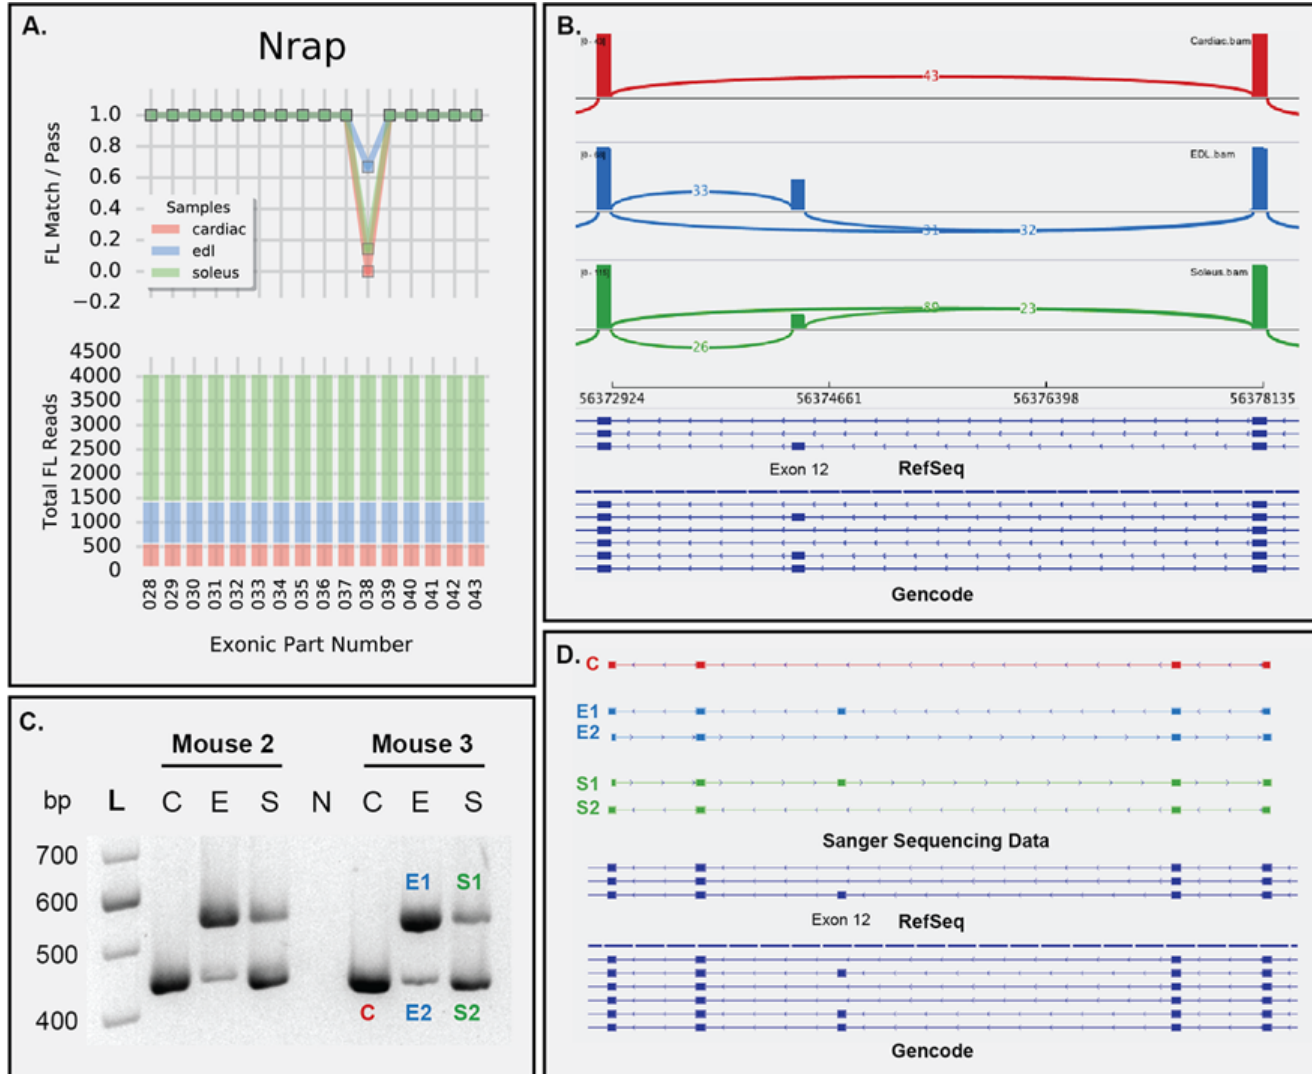 A.
Nrap
FL Match / Pass
1.0
0.8
0.6
0.4
0.2
0.0
−0.2
Samples
cardiac
edl
soleus
Total FL Reads
4500
4000
3500
3000
2500
2000
1500
1000
500
0
028 029 030 031 032 033 034 035 036 037 038 039 040 041 042 043
Exonic Part Number
B.
Cardiac.bam
43
EDL.bam
33
31 32
Soleus.bam
89 23
26
56372924 56374661 56376398 56378135
Exon 12 RefSeq
Gencode
C.
Mouse 2 Mouse 3
bp L C E S N C E S
700
600
500
400
E1 S1
C E2 S2
D.
C
E1
E2
S1
S2
Sanger Sequencing Data
Exon 12 RefSeq
Gencode